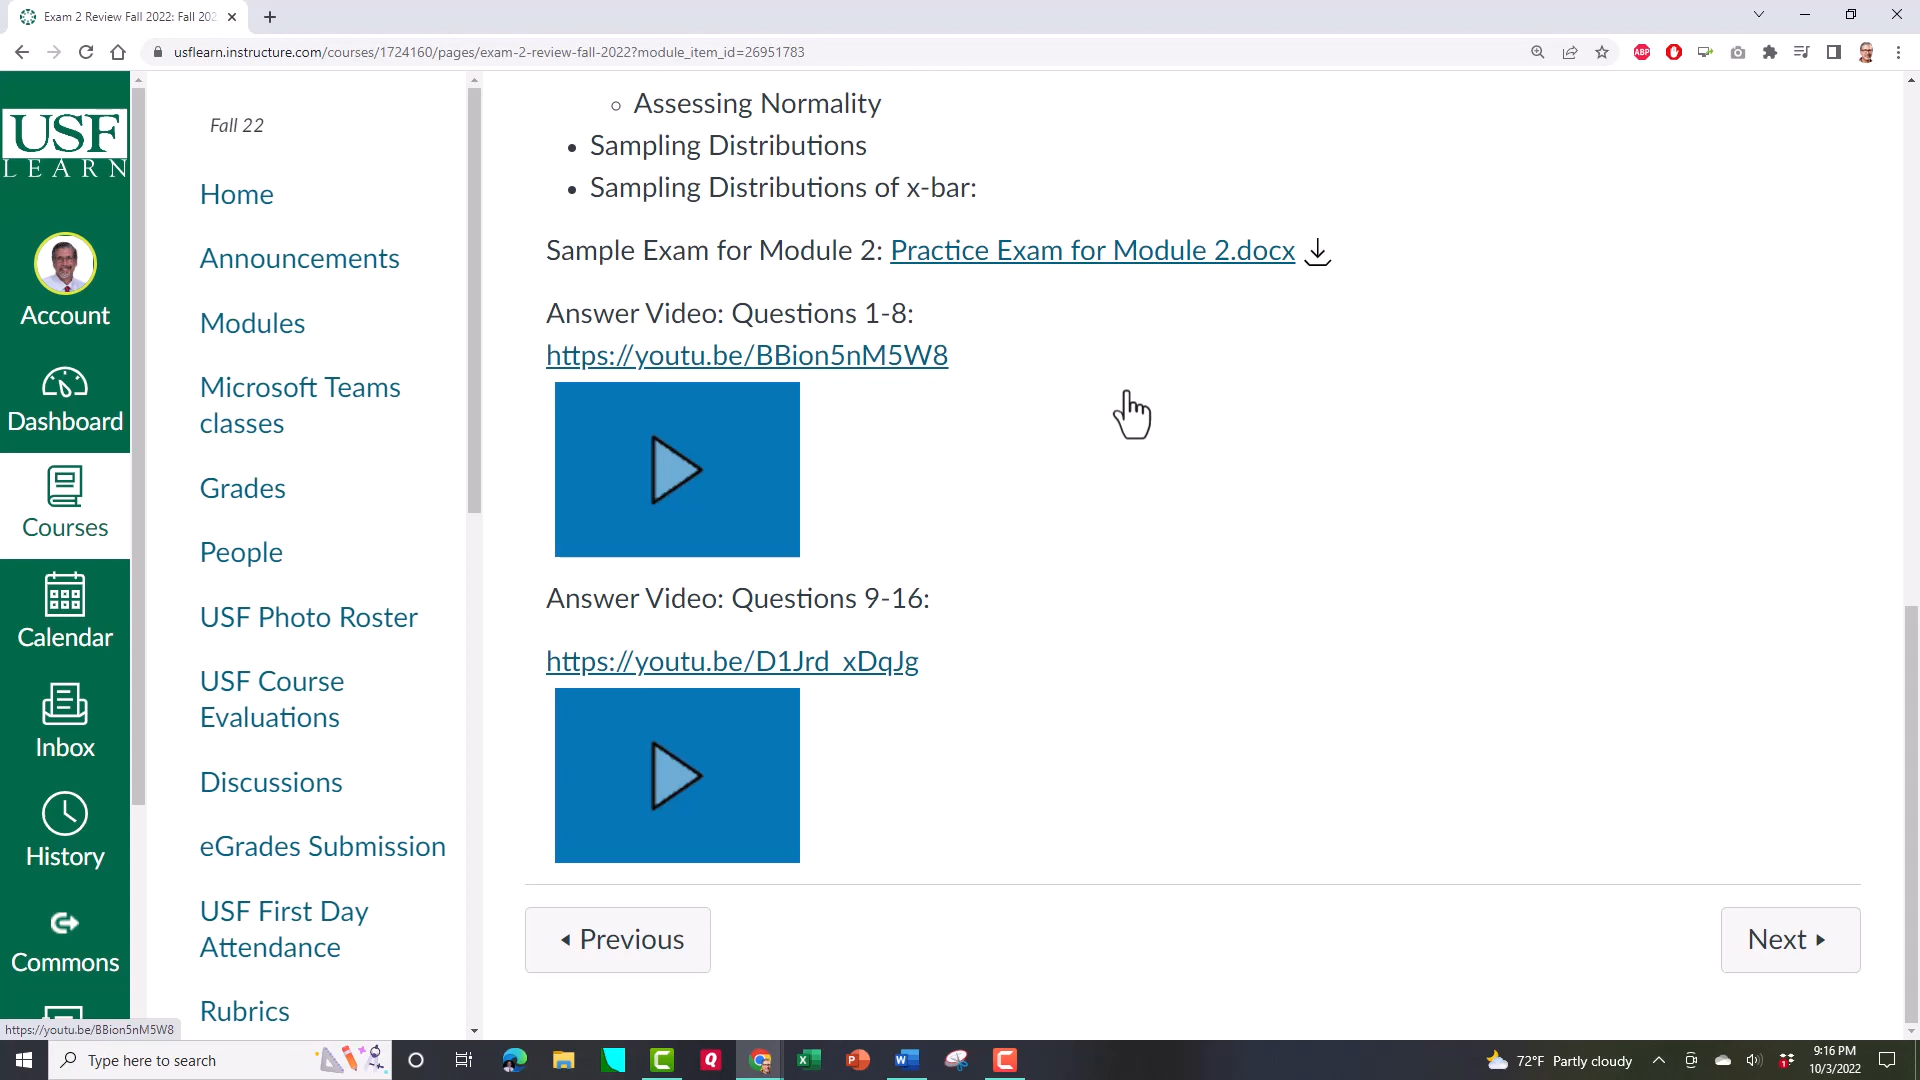 Exam 2 Review Fall 2022: Fall 202
usflearn.instructure.com/courses/1724160/pages/exam-2-review-fall-2022?module_item_id=26951783
ABP
USF
LEARN
Account
Dashboard
Courses
Calendar
Inbox
History
Commons
Fall 22
Home
Announcements
Modules
Microsoft Teams
classes
Grades
People
USF Photo Roster
USF Course
Evaluations
Discussions
eGrades Submission
USF First Day
Attendance
Rubrics
Assessing Normality
Sampling Distributions
Sampling Distributions of x-bar:
Sample Exam for Module 2: Practice Exam for Module 2.docx
Answer Video: Questions 1-8:
https://youtu.be/BBion5nM5W8
Answer Video: Questions 9-16:
https://youtu.be/D1Jrd_xDqJg
Previous
Next
https://youtu.be/BBion5nM5W8
Type here to search
72°F Partly cloudy
9:16 PM
10/3/2022